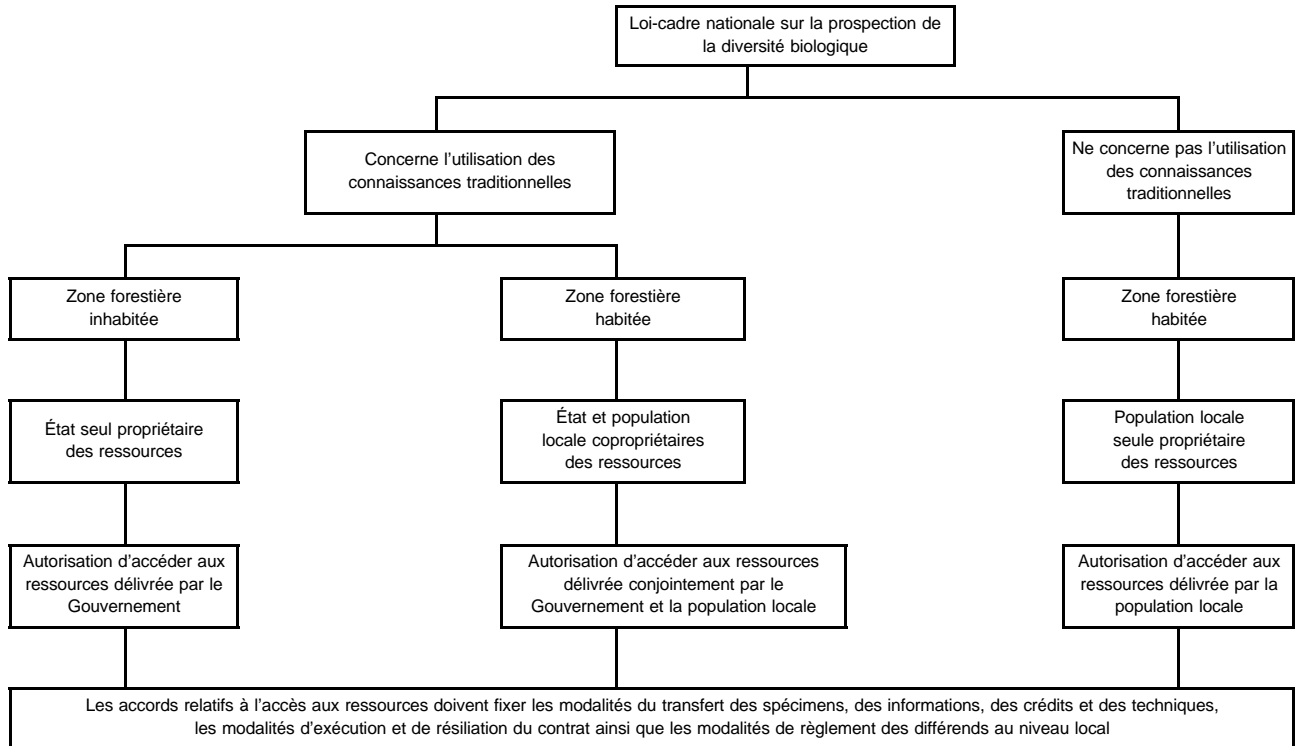 Loi-cadre nationale sur la prospection de
la diversité biologique
Concerne l'utilisation des
connaissances traditionnelles
Ne concerne pas l'utilisation
des connaissances
traditionnelles
Zone forestière
inhabitée
Zone forestière
habitée
Zone forestière
habitée
État seul propriétaire
des ressources
État et population
locale copropriétaires
des ressources
Population locale
seule propriétaire
des ressources
Autorisation d'accéder aux
ressources délivrée par le
Gouvernement
Autorisation d'accéder aux ressources
délivrée conjointement par le
Gouvernement et la population locale
Autorisation d'accéder aux
ressources délivrée par la
population locale
Les accords relatifs à l'accès aux ressources doivent fixer les modalités du transfert des spécimens, des informations, des crédits et des techniques,
les modalités d'exécution et de résiliation du contrat ainsi que les modalités de règlement des différends au niveau local